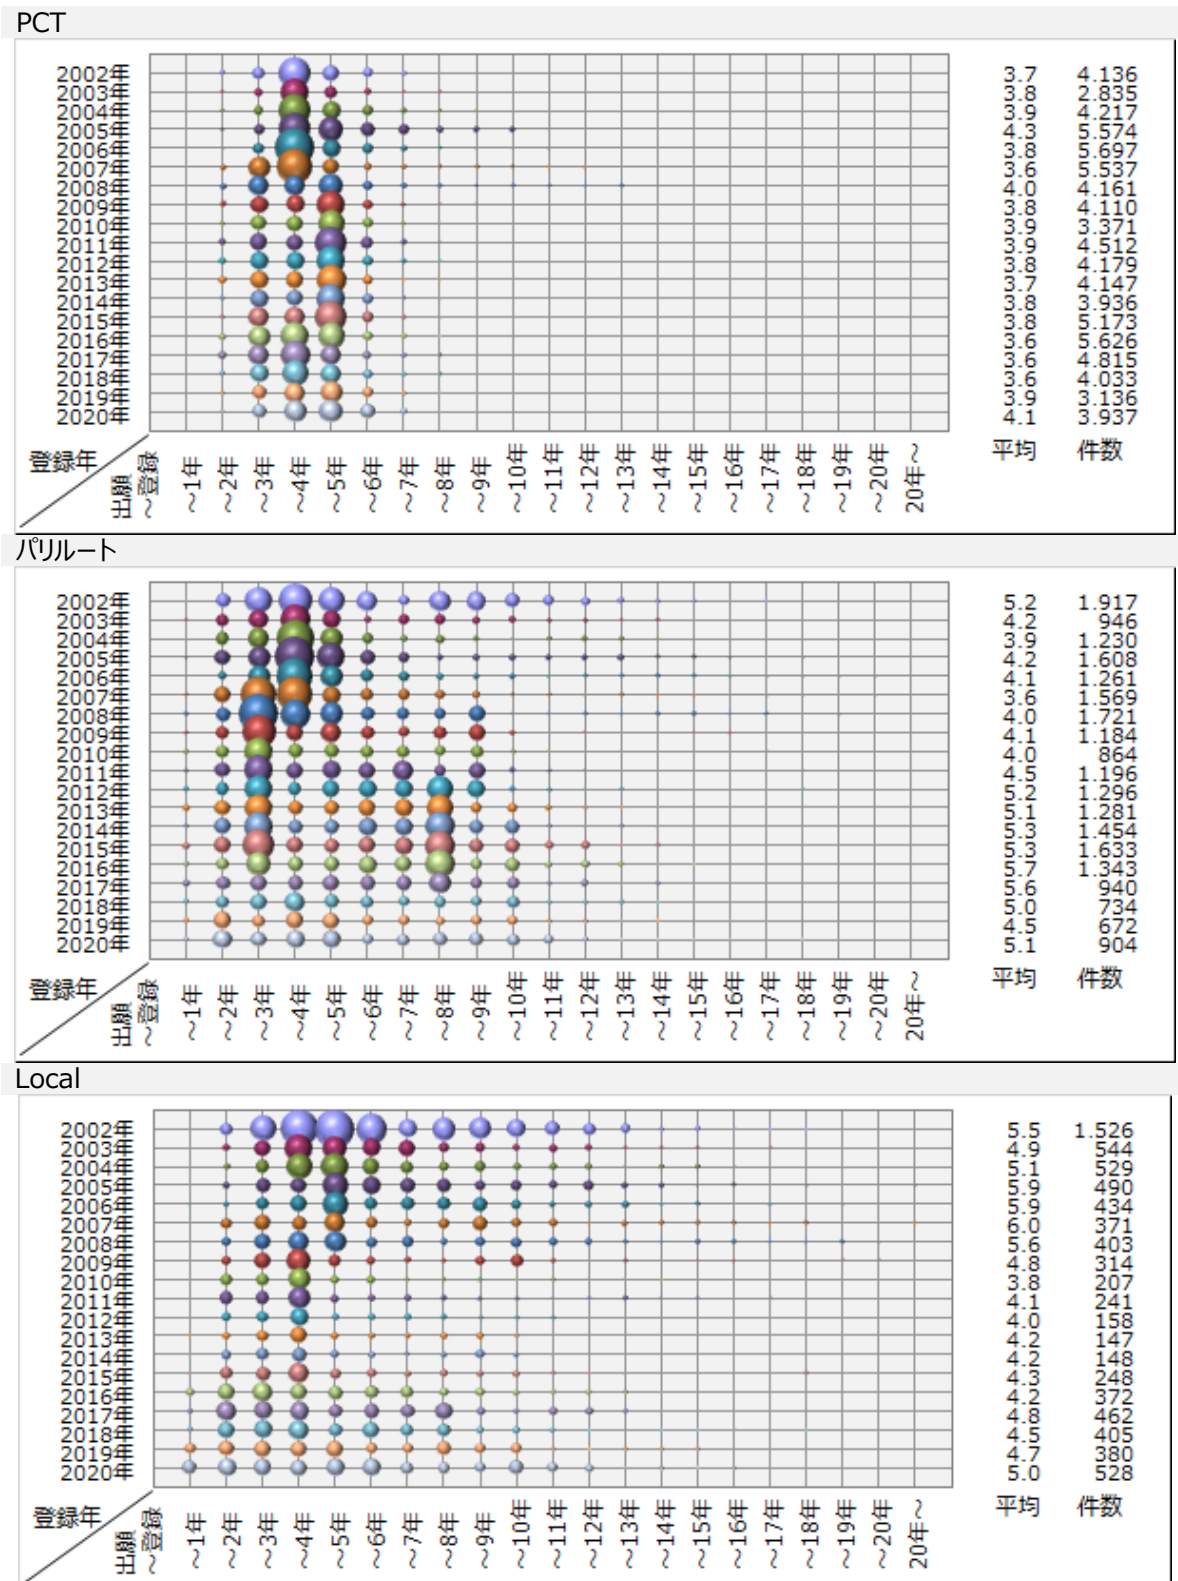 PCT
2002年 3.7 4.136
2003年 3.8 2.835
2004年 3.9 4.217
2005年 4.3 5.574
2006年 3.8 5.697
2007年 3.6 5.537
2008年 4.0 4.161
2009年 3.8 4.110
2010年 3.9 3.371
2011年 3.9 4.512
2012年 3.8 4.179
2013年 3.7 4.147
2014年 3.8 3.936
2015年 3.8 5.173
2016年 3.6 5.626
2017年 3.6 4.815
2018年 3.6 4.033
2019年 3.9 3.136
2020年 4.1 3.937
登録年 出願～登録 ～1年 ～2年 ～3年 ～4年 ～5年 ～6年 ～7年 ～8年 ～9年 ～10年 ～11年 ～12年 ～13年 ～14年 ～15年 ～16年 ～17年 ～18年 ～19年 ～20年 20年～ 平均 件数
パリルート
2002年 5.2 1.917
2003年 4.2 946
2004年 3.9 1.230
2005年 4.2 1.608
2006年 4.1 1.261
2007年 3.6 1.569
2008年 4.0 1.721
2009年 4.1 1.184
2010年 4.0 864
2011年 4.5 1.196
2012年 5.2 1.296
2013年 5.1 1.281
2014年 5.3 1.454
2015年 5.3 1.633
2016年 5.7 1.343
2017年 5.6 940
2018年 5.0 734
2019年 4.5 672
2020年 5.1 904
登録年 出願～登録 ～1年 ～2年 ～3年 ～4年 ～5年 ～6年 ～7年 ～8年 ～9年 ～10年 ～11年 ～12年 ～13年 ～14年 ～15年 ～16年 ～17年 ～18年 ～19年 ～20年 20年～ 平均 件数
Local
2002年 5.5 1.526
2003年 4.9 544
2004年 5.1 529
2005年 5.9 490
2006年 5.9 434
2007年 6.0 371
2008年 5.6 403
2009年 4.8 314
2010年 3.8 207
2011年 4.1 241
2012年 4.0 158
2013年 4.2 147
2014年 4.2 148
2015年 4.3 248
2016年 4.2 372
2017年 4.8 462
2018年 4.5 405
2019年 4.7 380
2020年 5.0 528
登録年 出願～登録 ～1年 ～2年 ～3年 ～4年 ～5年 ～6年 ～7年 ～8年 ～9年 ～10年 ～11年 ～12年 ～13年 ～14年 ～15年 ～16年 ～17年 ～18年 ～19年 ～20年 20年～ 平均 件数